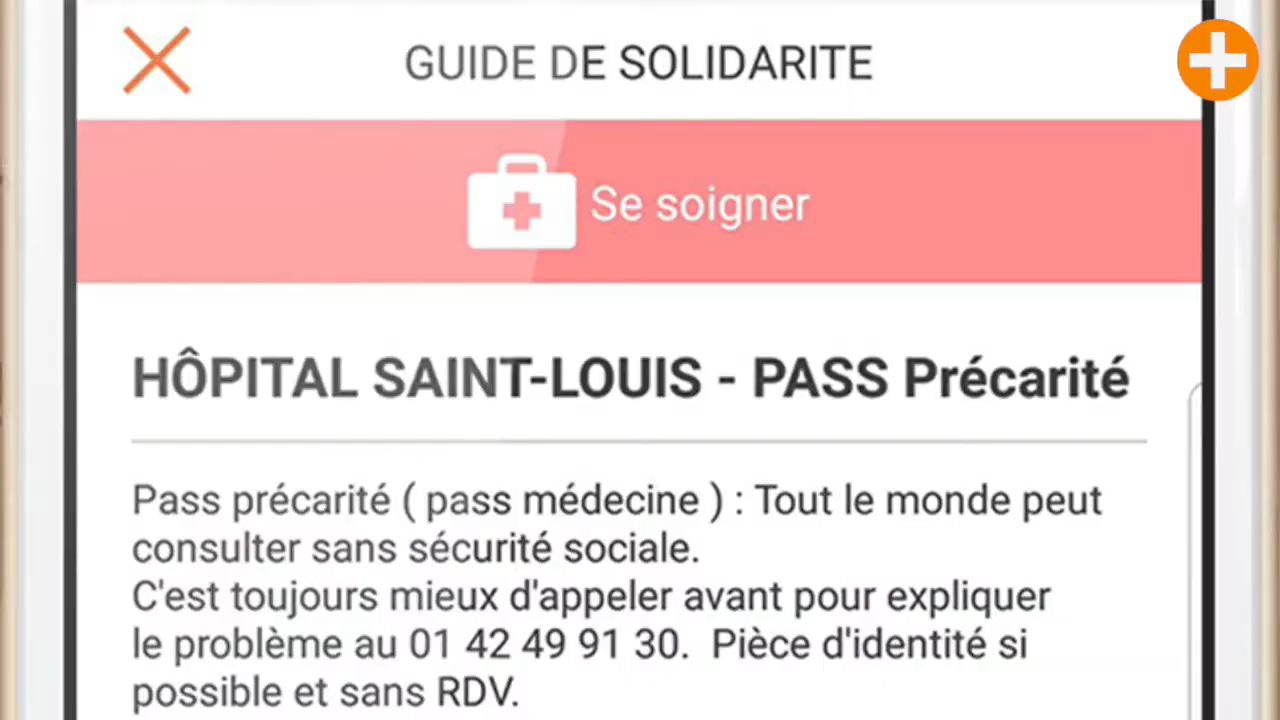 GUIDE DE SOLIDARITE
Se soigner
HÔPITAL SAINT-LOUIS - PASS Précarité
Pass précarité ( pass médecine ) : Tout le monde peut
consulter sans sécurité sociale.
C'est toujours mieux d'appeler avant pour expliquer
le problème au 01 42 49 91 30.  Pièce d'identité si
possible et sans RDV.